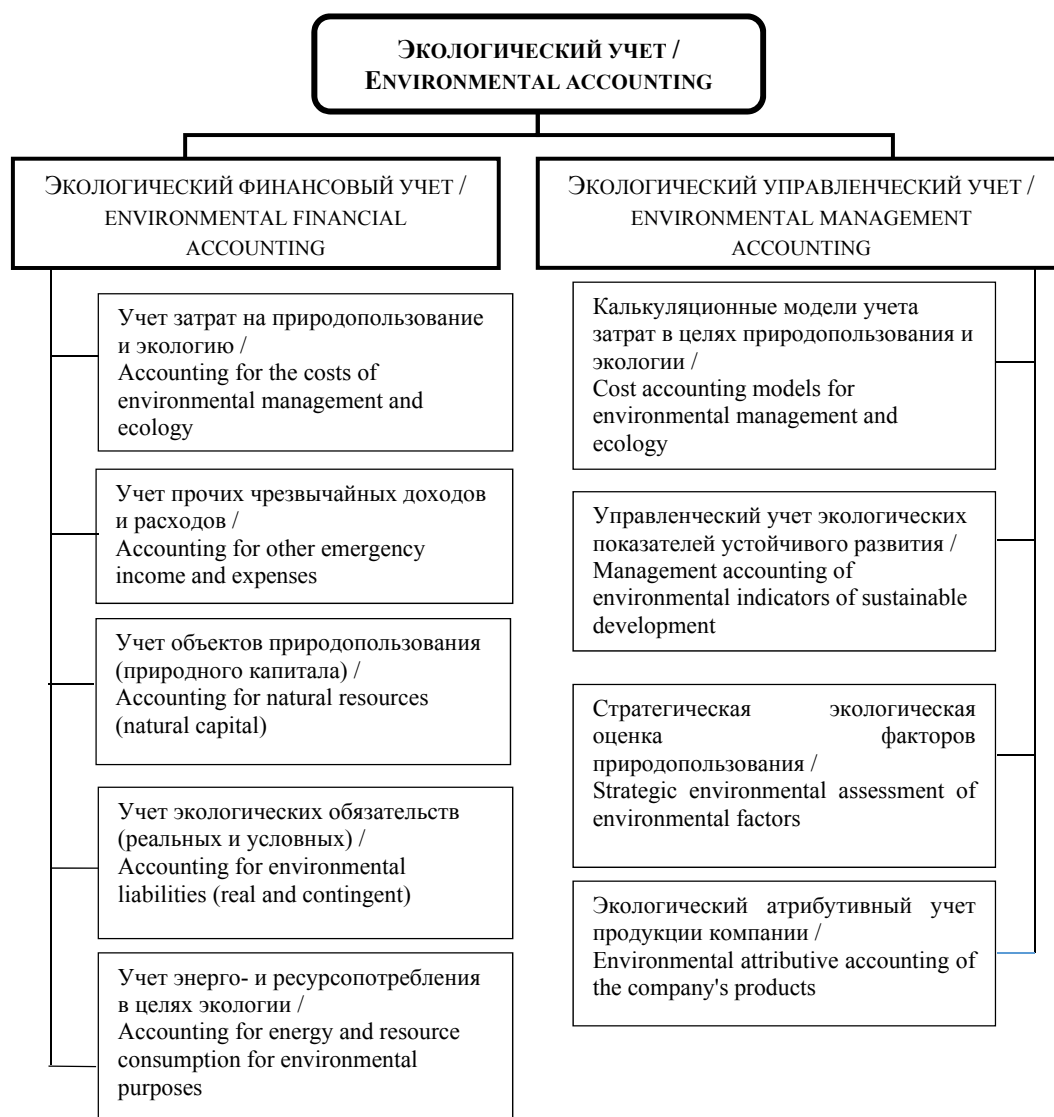 ЭКОЛОГИЧЕСКИЙ УЧЕТ /
ENVIRONMENTAL ACCOUNTING
ЭКОЛОГИЧЕСКИЙ ФИНАНСОВЫЙ УЧЕТ /
ENVIRONMENTAL FINANCIAL
ACCOUNTING
Учет затрат на природопользование
и экологию /
Accounting for the costs of
environmental management and
ecology
Учет прочих чрезвычайных доходов
и расходов /
Accounting for other emergency
income and expenses
Учет объектов природопользования
(природного капитала) /
Accounting for natural resources
(natural capital)
Учет экологических обязательств
(реальных и условных) /
Accounting for environmental
liabilities (real and contingent)
Учет энерго- и ресурсопотребления
в целях экологии /
Accounting for energy and resource
consumption for environmental
purposes
ЭКОЛОГИЧЕСКИЙ УПРАВЛЕНЧЕСКИЙ УЧЕТ /
ENVIRONMENTAL MANAGEMENT
ACCOUNTING
Калькуляционные модели учета
затрат в целях природопользования и
экологии /
Cost accounting models for
environmental management and
ecology
Управленческий учет экологических
показателей устойчивого развития /
Management accounting of
environmental indicators of sustainable
development
Стратегическая экологическая
оценка факторов
природопользования /
Strategic environmental assessment of
environmental factors
Экологический атрибутивный учет
продукции компании /
Environmental attributive accounting of
the company's products